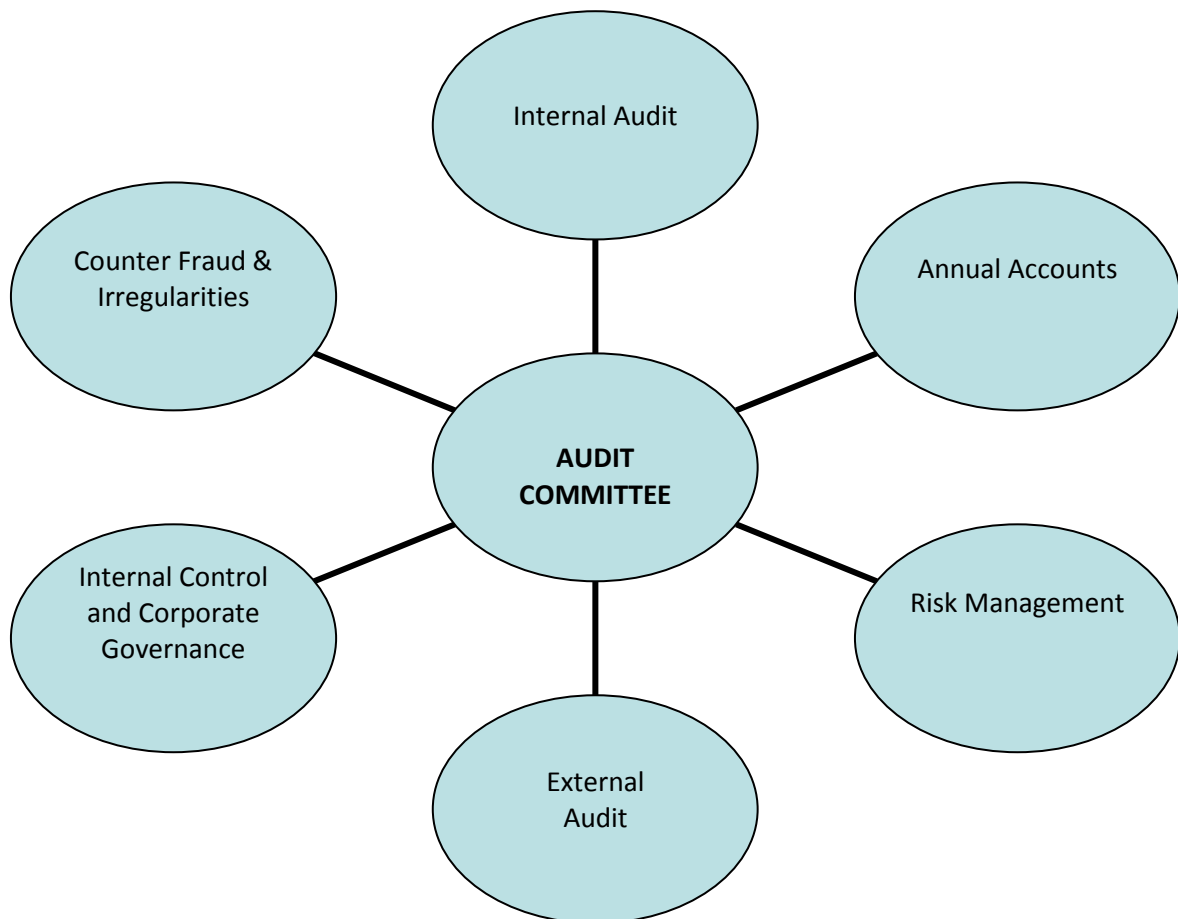 Internal Audit
Counter Fraud &
Irregularities
Annual Accounts
AUDIT
COMMITTEE
Internal Control
and Corporate
Governance
Risk Management
External
Audit